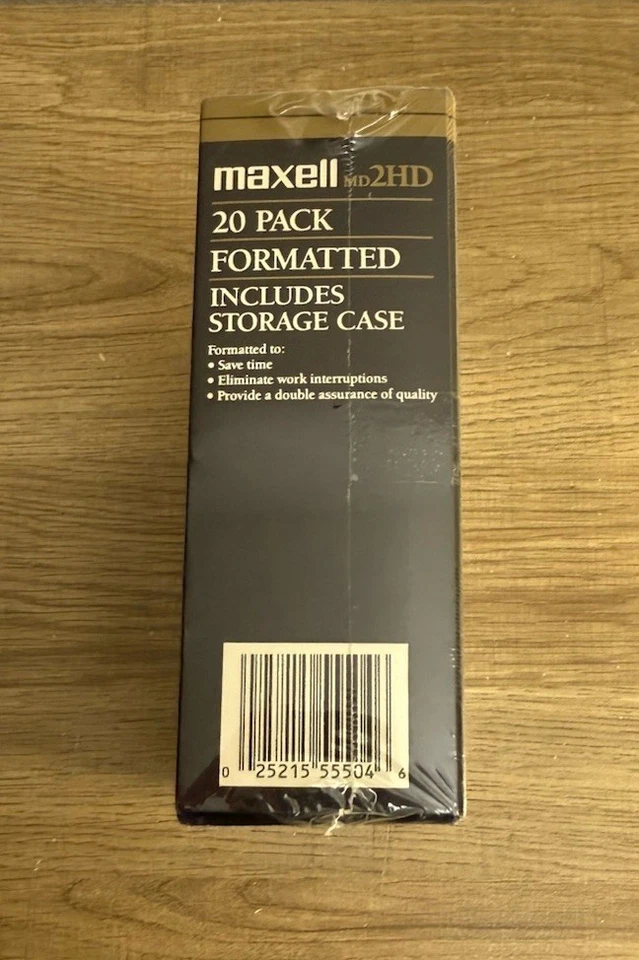 maxell MD2HD
20 PACK
FORMATTED
INCLUDES
STORAGE CASE
Formatted to:
• Save time
• Eliminate work interruptions
• Provide a double assurance of quality
0 25215 55504 6